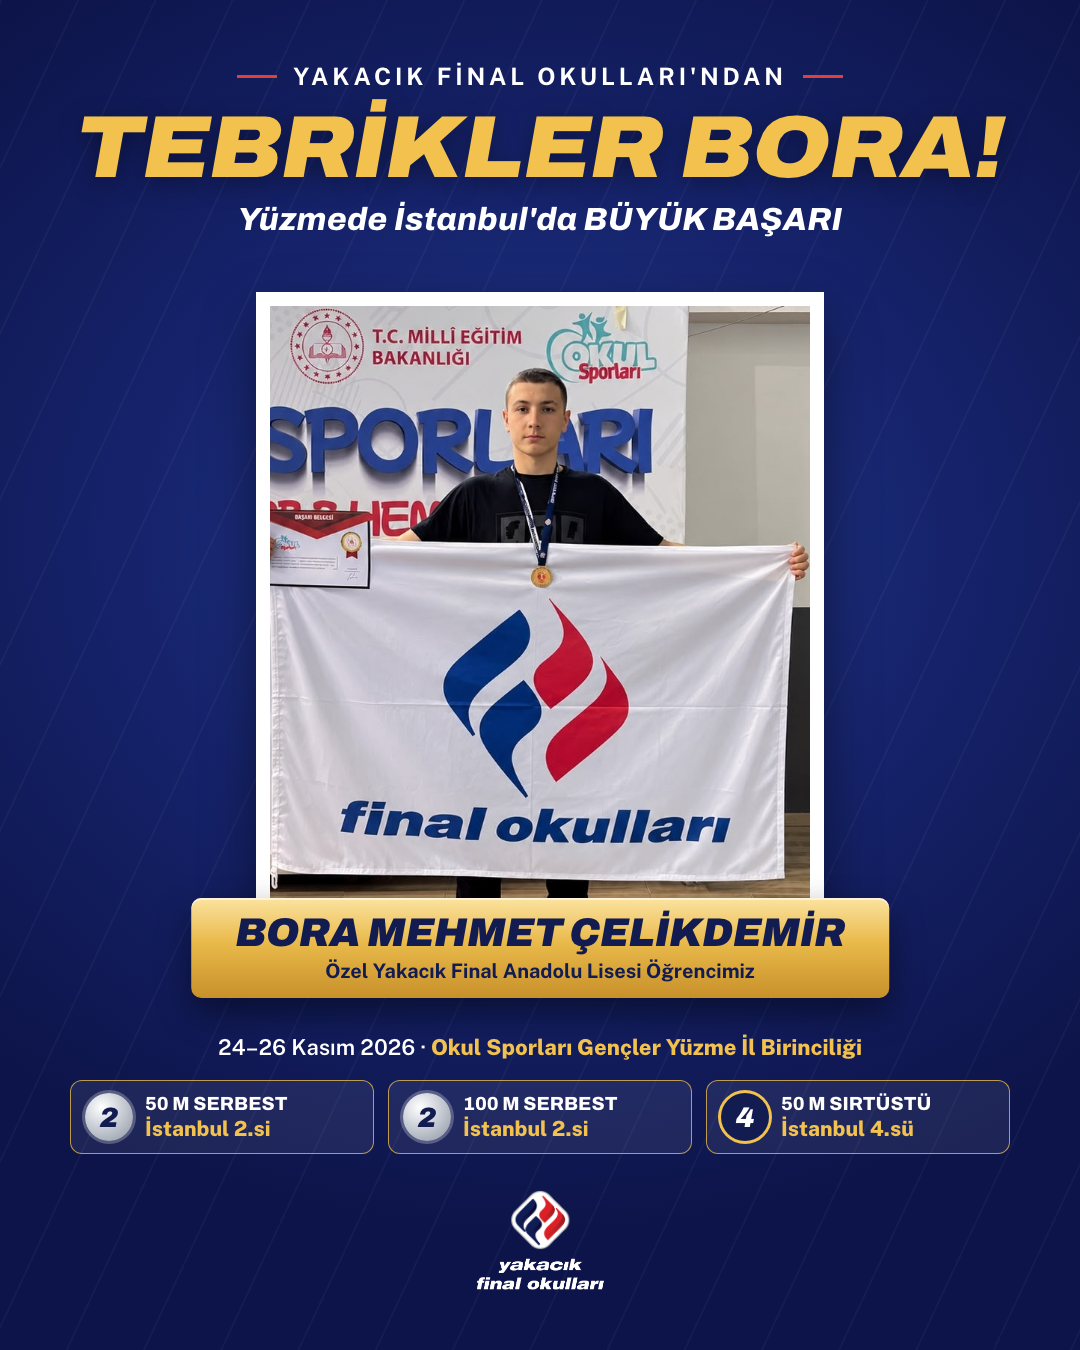 YAKACIK FİNAL OKULLARI'NDAN
TEBRİKLER BORA!
Yüzmede İstanbul'da BÜYÜK BAŞARI
T.C. MİLLÎ EĞİTİM
BAKANLIĞI
OKUL
Sporları
SPORLARI
BAŞARI BELGESİ
final okulları
BORA MEHMET ÇELİKDEMİR
Özel Yakacık Final Anadolu Lisesi Öğrencimiz
24–26 Kasım 2026 · Okul Sporları Gençler Yüzme İl Birinciliği
2
50 M SERBEST
İstanbul 2.si
2
100 M SERBEST
İstanbul 2.si
4
50 M SIRTÜSTÜ
İstanbul 4.sü
yakacık
final okulları